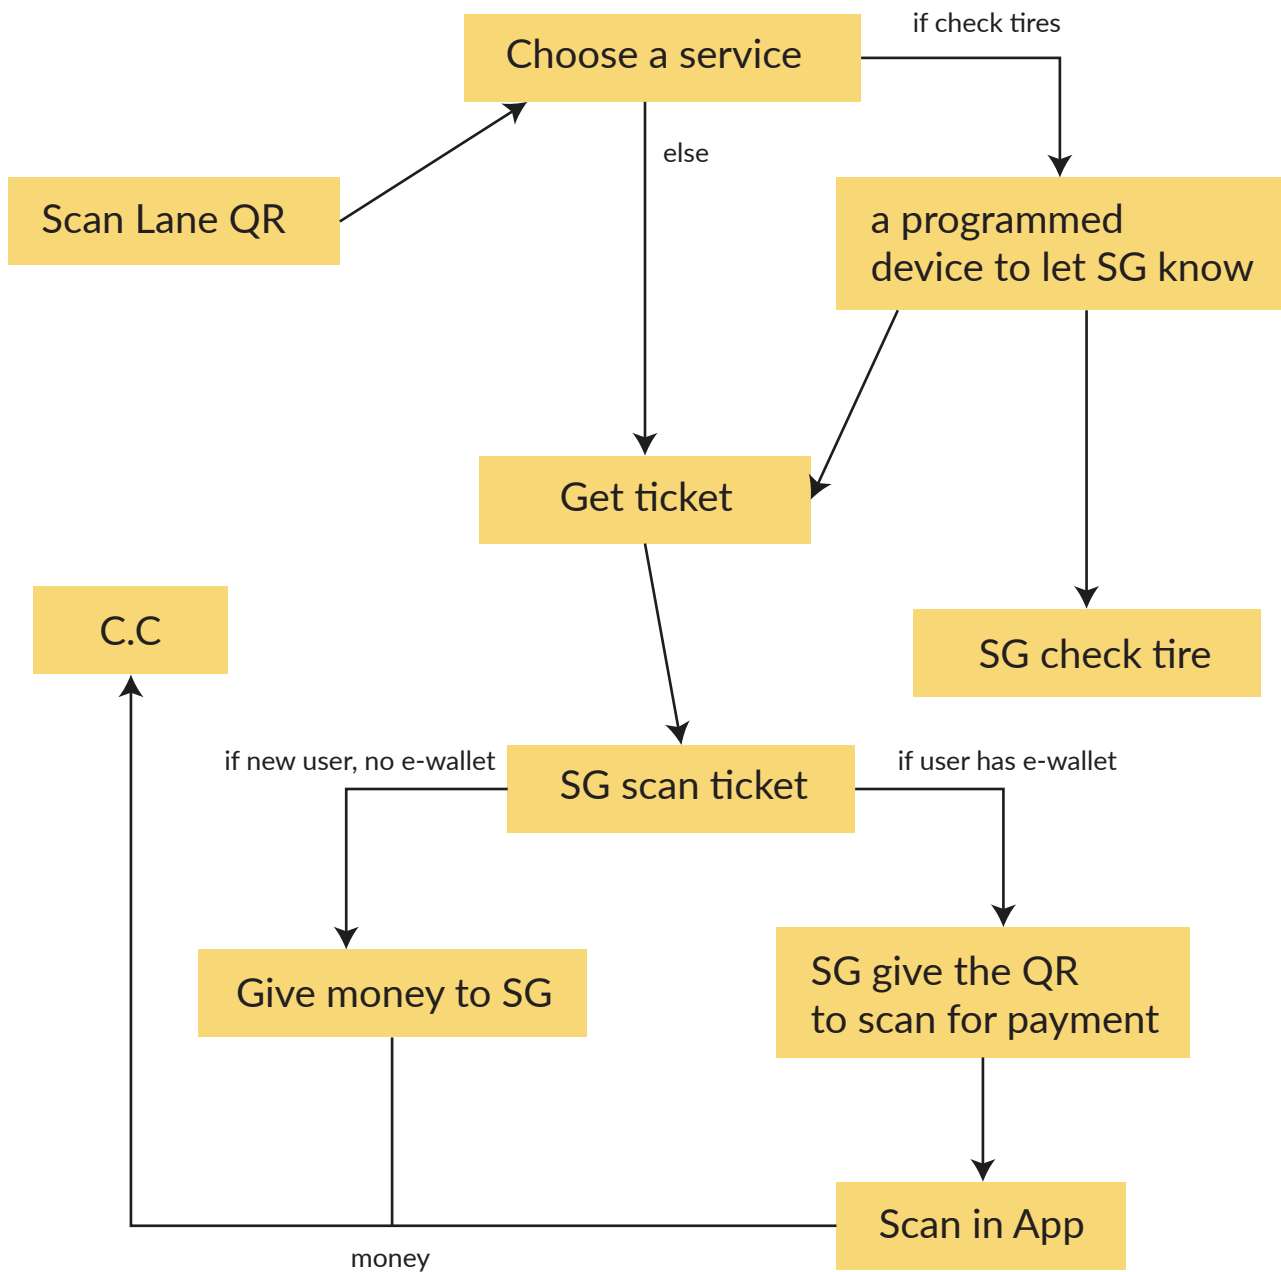 if check tires
Choose a service
else
Scan Lane QR
a programmed
device to let SG know
Get ticket
C.C
SG check tire
if new user, no e-wallet
SG scan ticket
if user has e-wallet
Give money to SG
SG give the QR
to scan for payment
Scan in App
money